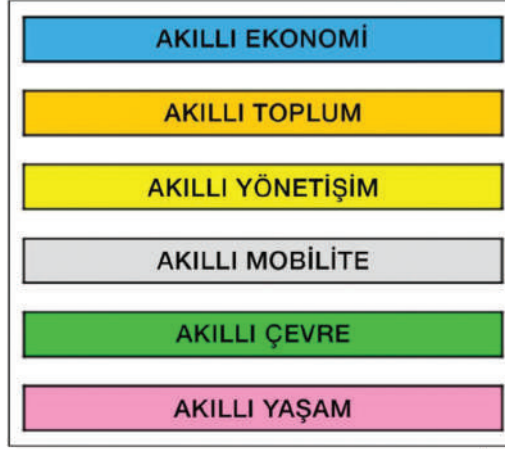 AKILLI EKONOMİ
AKILLI TOPLUM
AKILLI YÖNETİŞİM
AKILLI MOBİLİTE
AKILLI ÇEVRE
AKILLI YAŞAM